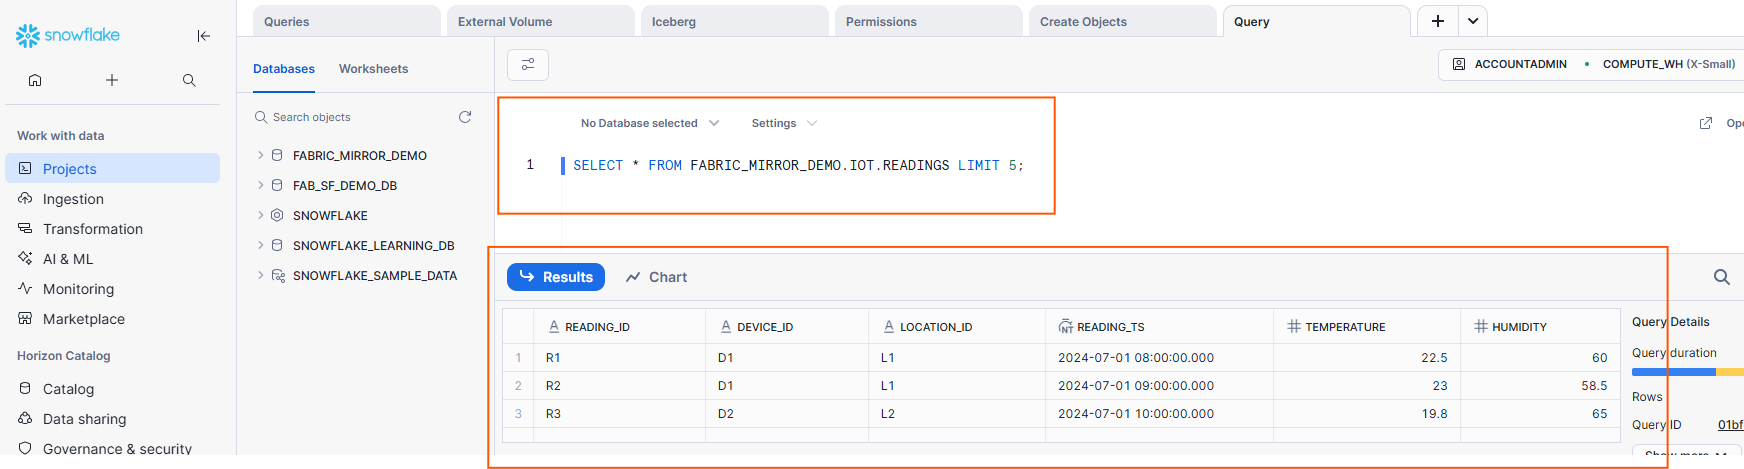 Queries External Volume Iceberg Permissions Create Objects Query
snowflake
Databases Worksheets
ACCOUNTADMIN COMPUTE_WH (X-Small)
Search objects
No Database selected Settings
Work with data
Projects
Ingestion
Transformation
AI & ML
Monitoring
Marketplace
Horizon Catalog
Catalog
Data sharing
Governance & security
FABRIC_MIRROR_DEMO
FAB_SF_DEMO_DB
SNOWFLAKE
SNOWFLAKE_LEARNING_DB
SNOWFLAKE_SAMPLE_DATA
1 SELECT * FROM FABRIC_MIRROR_DEMO.IOT.READINGS LIMIT 5;
Results Chart
READING_ID DEVICE_ID LOCATION_ID READING_TS TEMPERATURE HUMIDITY
1 R1 D1 L1 2024-07-01 08:00:00.000 22.5 60
2 R2 D1 L1 2024-07-01 09:00:00.000 23 58.5
3 R3 D2 L2 2024-07-01 10:00:00.000 19.8 65
Query Details
Query duration
Rows
Query ID 01bf